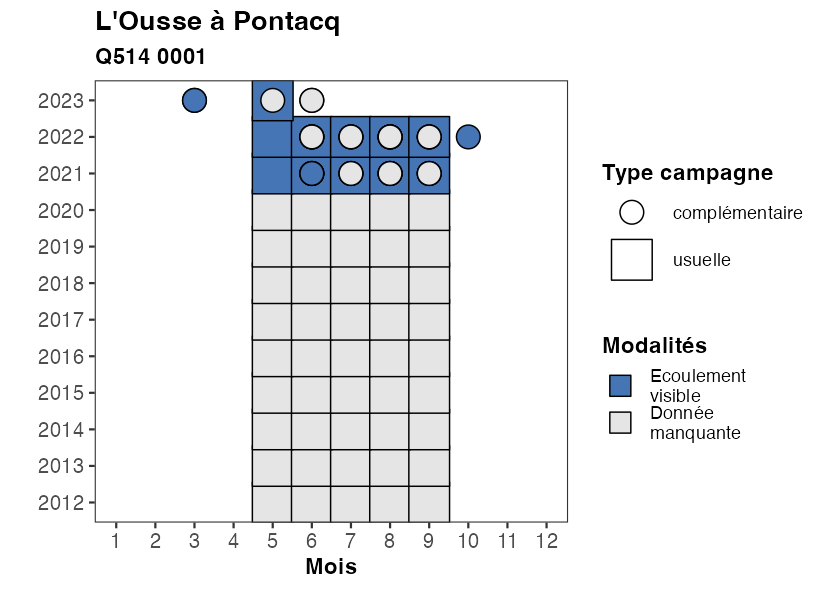 L'Ousse à Pontacq
Q514 0001
2023
2022
2021
2020
2019
2018
2017
2016
2015
2014
2013
2012
1 2 3 4 5 6 7 8 9 10 11 12
Mois
Type campagne
complémentaire
usuelle
Modalités
Ecoulement
visible
Donnée
manquante